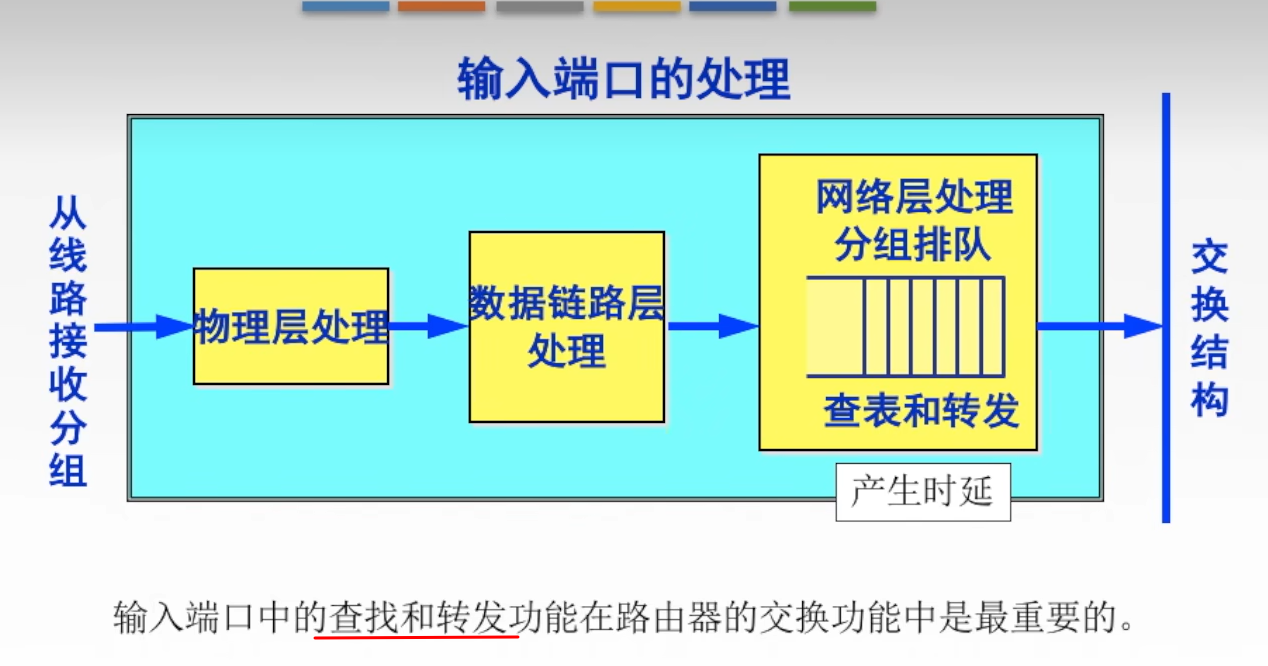 输入端口的处理
从线路接收分组
物理层处理
数据链路层
处理
网络层处理
分组排队
查表和转发
产生时延
交换结构
输入端口中的查找和转发功能在路由器的交换功能中是最重要的。